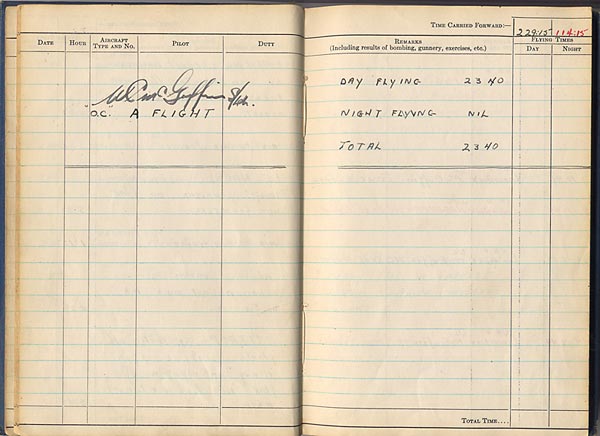 DATE HOUR AIRCRAFT TYPE AND NO. PILOT DUTY
O.C. A FLIGHT
TIME CARRIED FORWARD:— 229:15 114:15
REMARKS
(Including results of bombing, gunnery, exercises, etc.)
FLYING TIMES
DAY NIGHT
DAY FLYING 23 40
NIGHT FLYVNG NIL
TOTAL 23 40
TOTAL TIME....